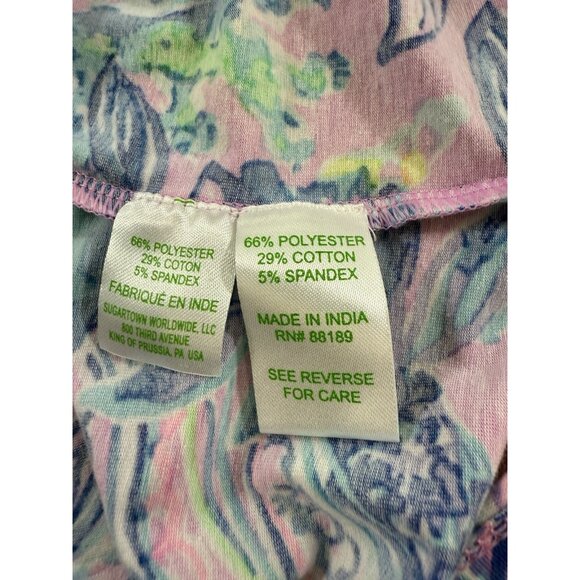 66% POLYESTER
29% COTTON
5% SPANDEX
FABRIQUÉ EN INDE
SUGARTOWN WORLDWIDE, LLC
800 THIRD AVENUE
KING OF PRUSSIA, PA USA
66% POLYESTER
29% COTTON
5% SPANDEX
MADE IN INDIA
RN# 88189
SEE REVERSE
FOR CARE